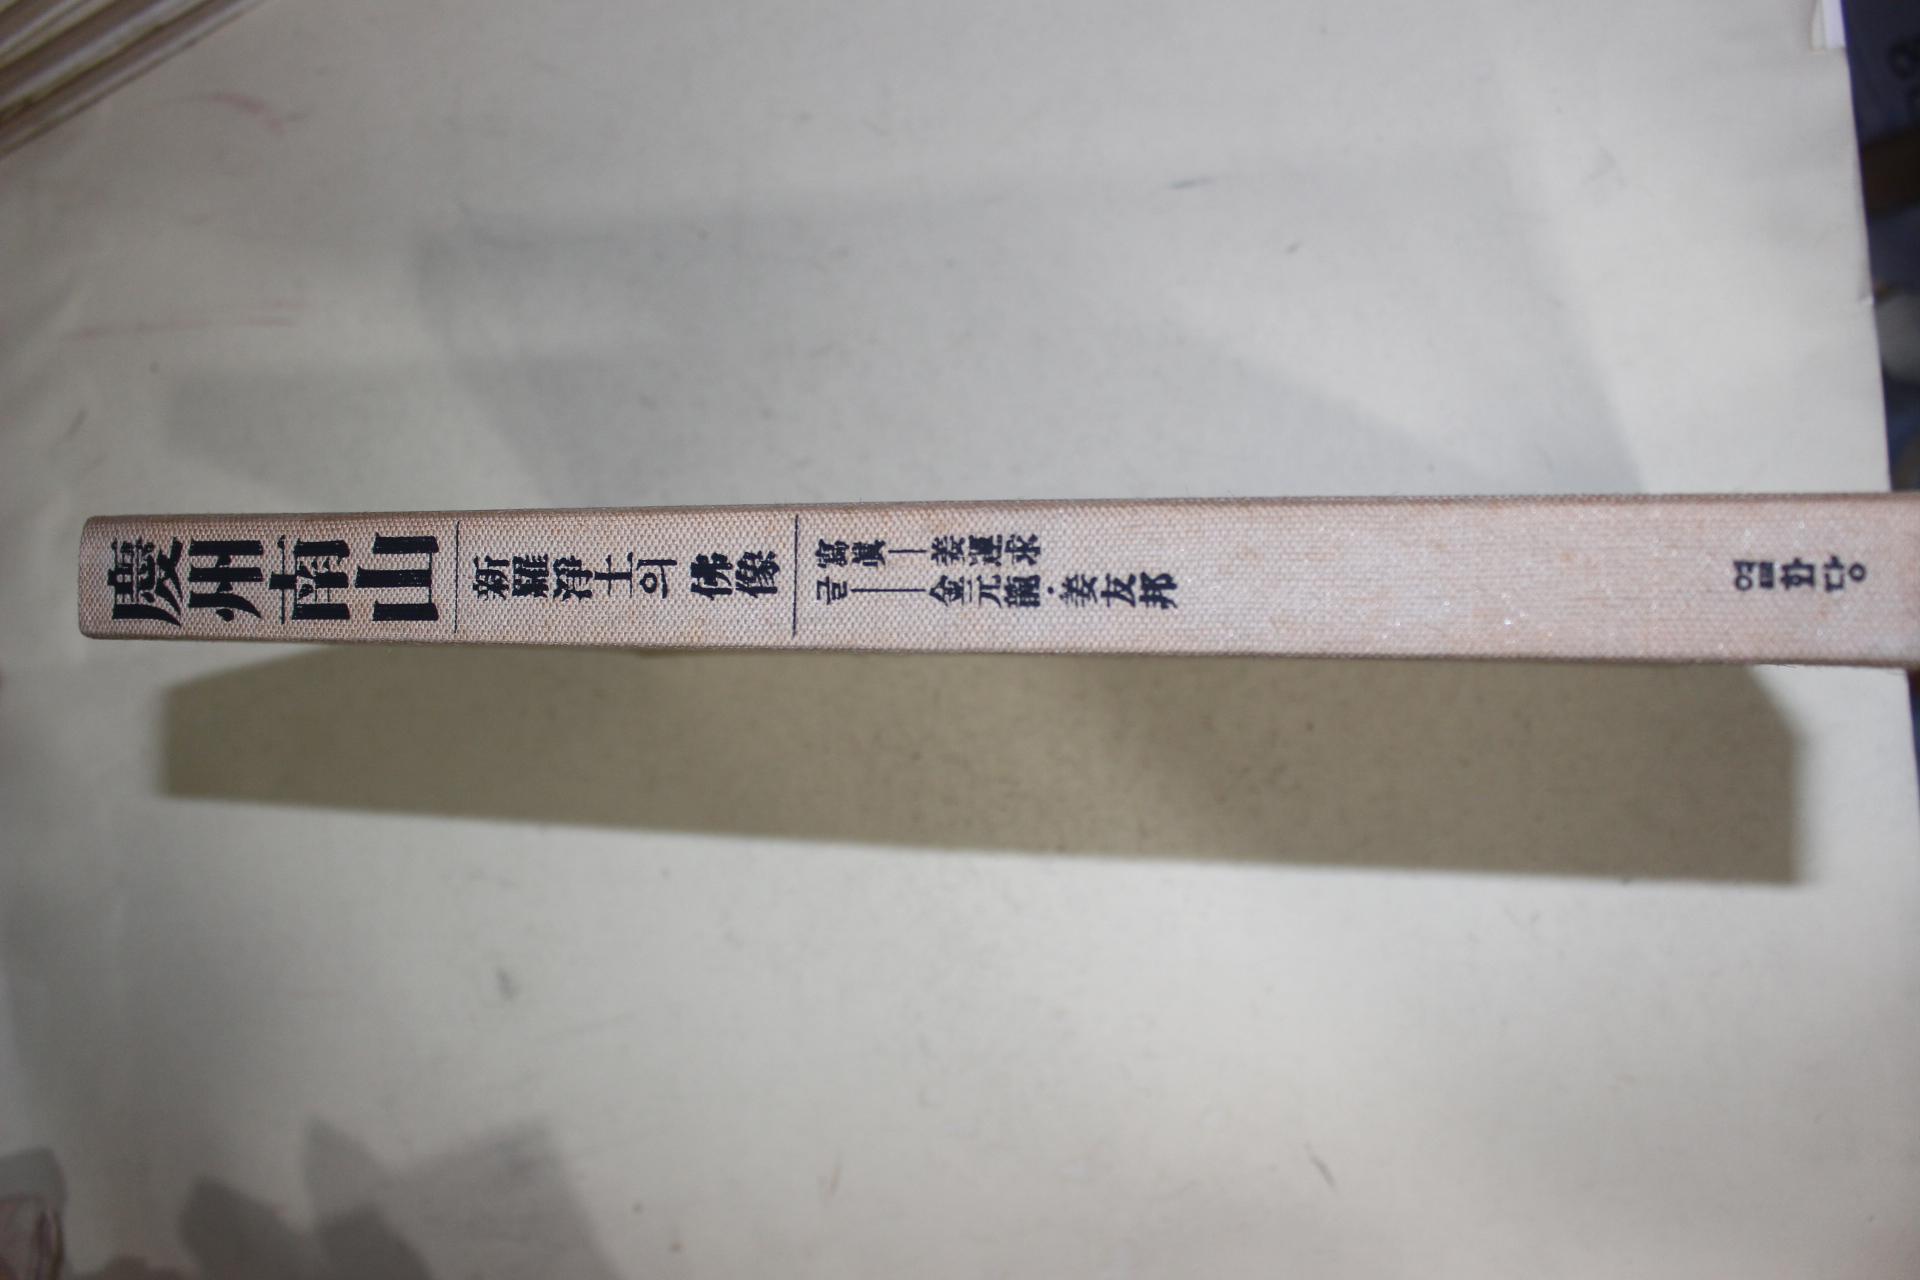 慶州南山
新羅淨土의 佛像
寫眞—姜運求
글—金元龍·姜友邦
열화당